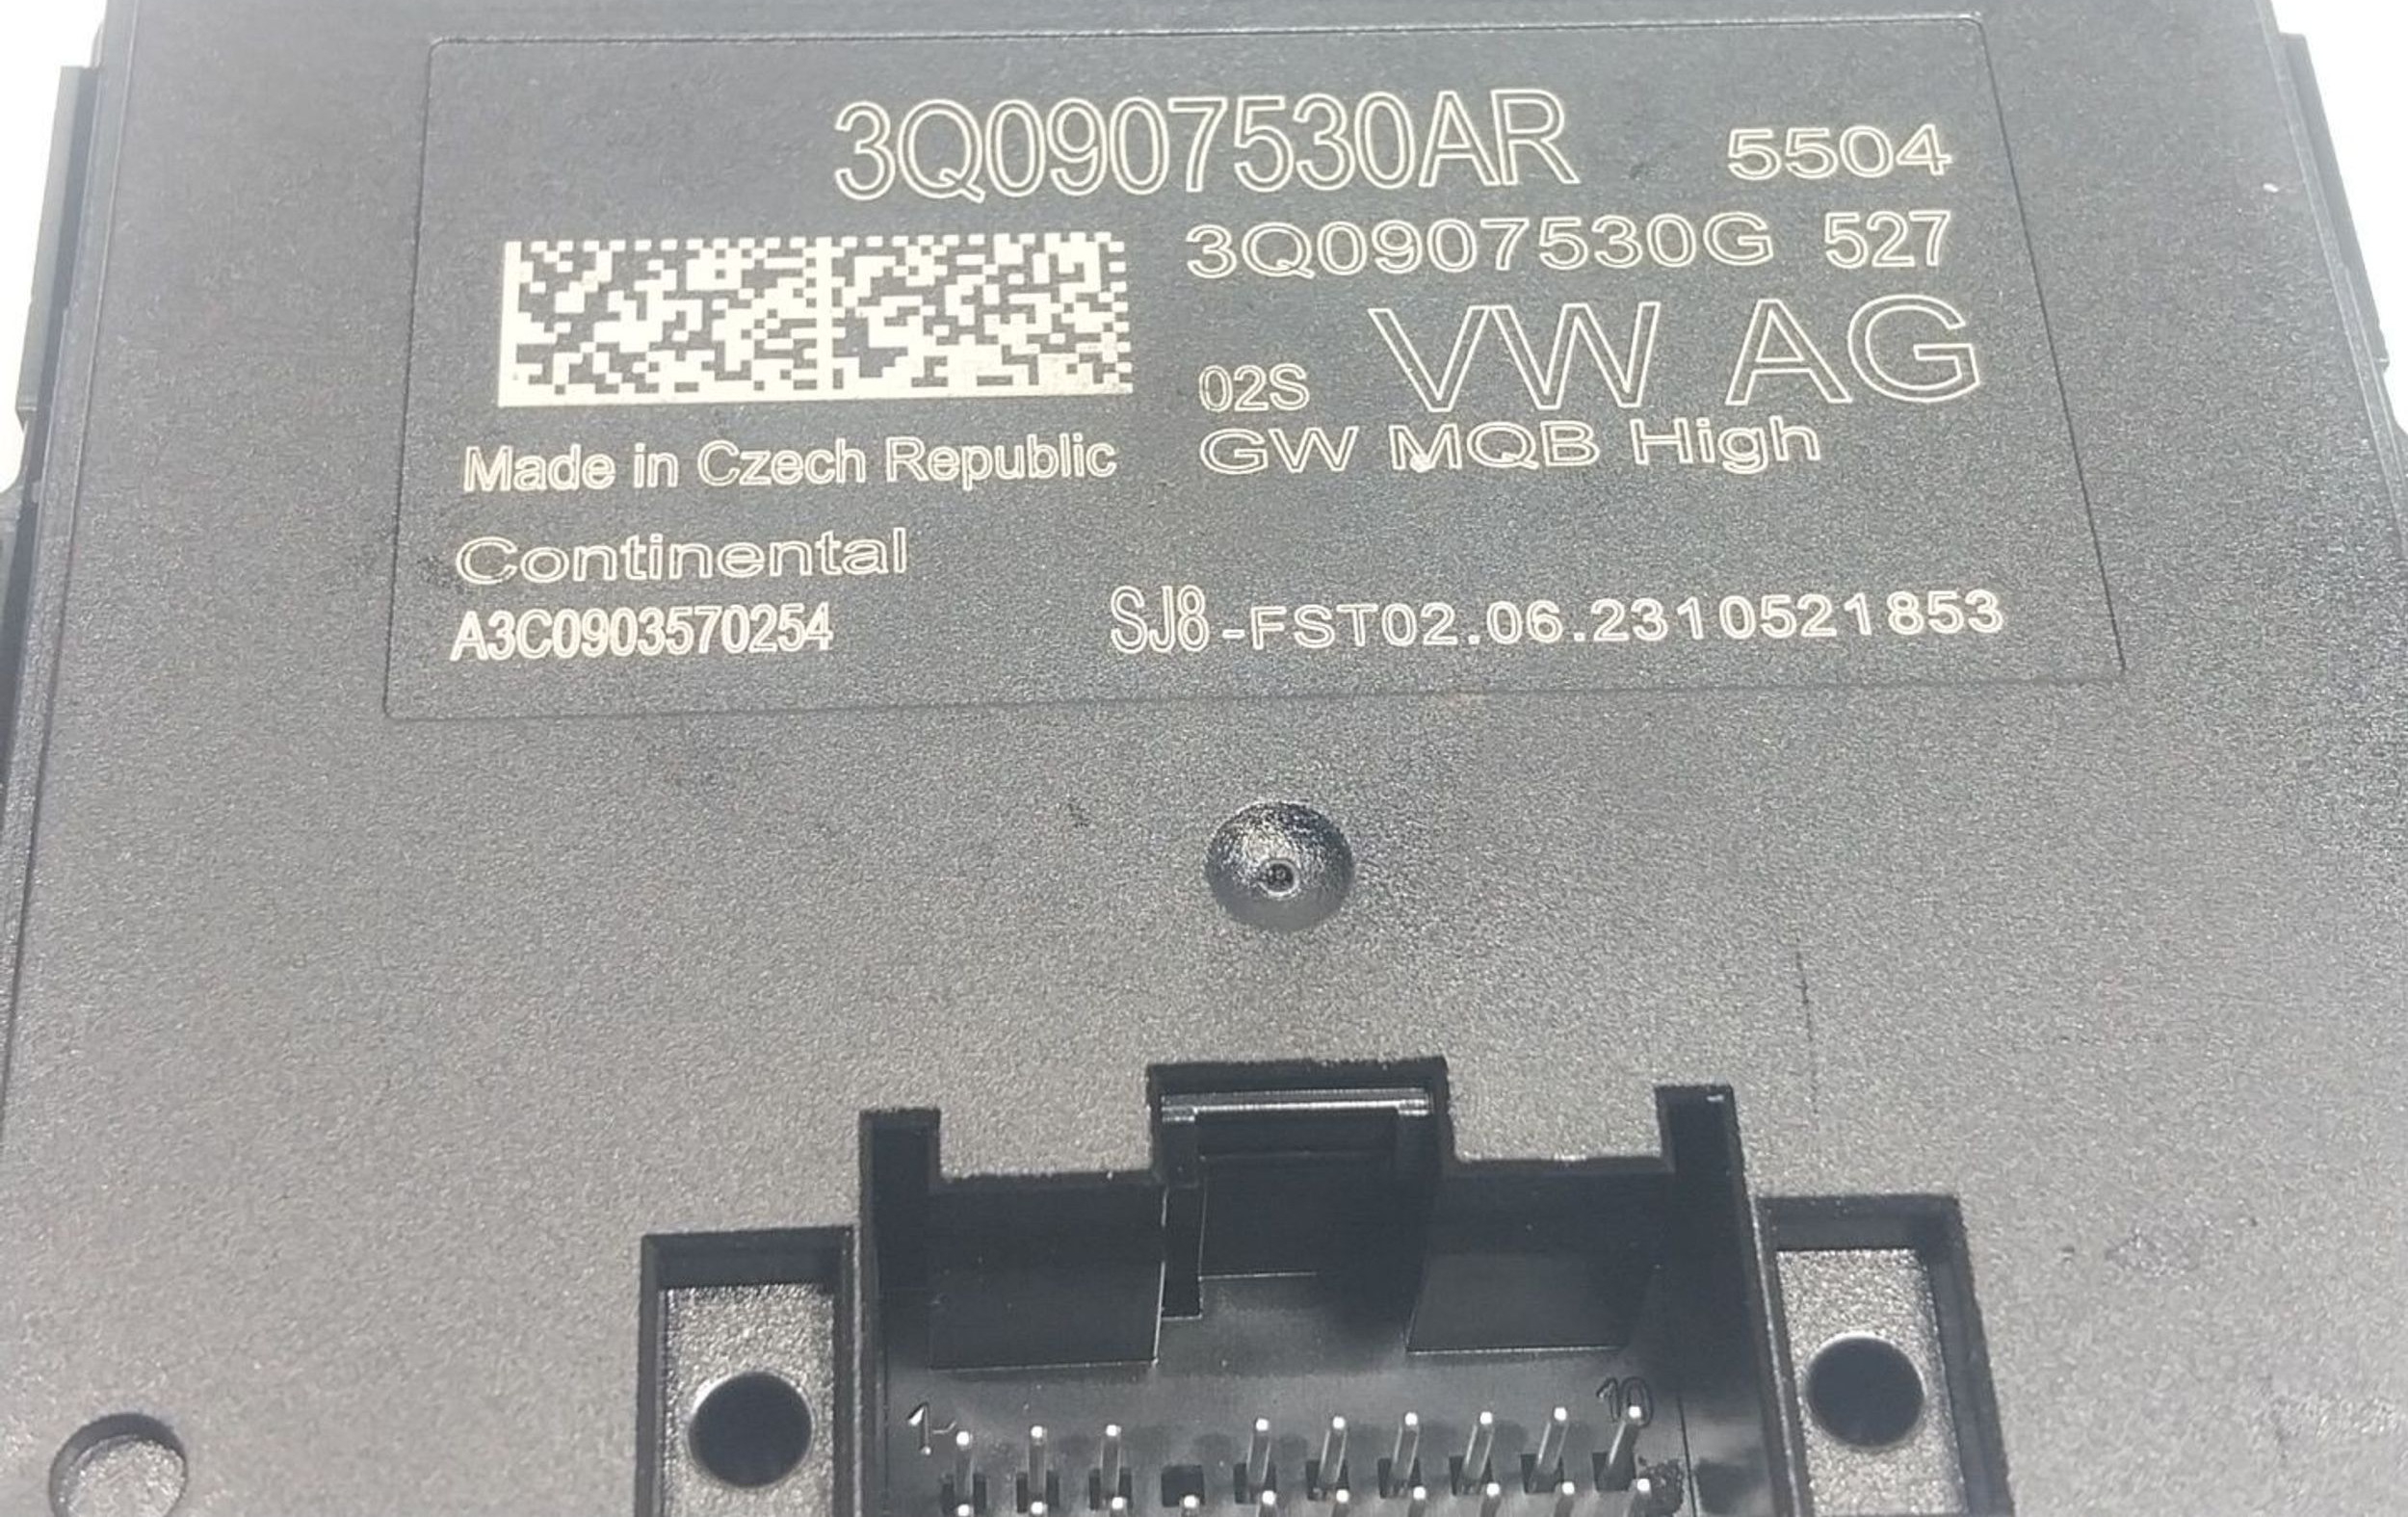 3Q0907530AR 5504
3Q0907530G 527
02S VW AG
GW MQB High
Made in Czech Republic
Continental
A3C0903570254 SJ8-FST02.06.2310521853
1
10